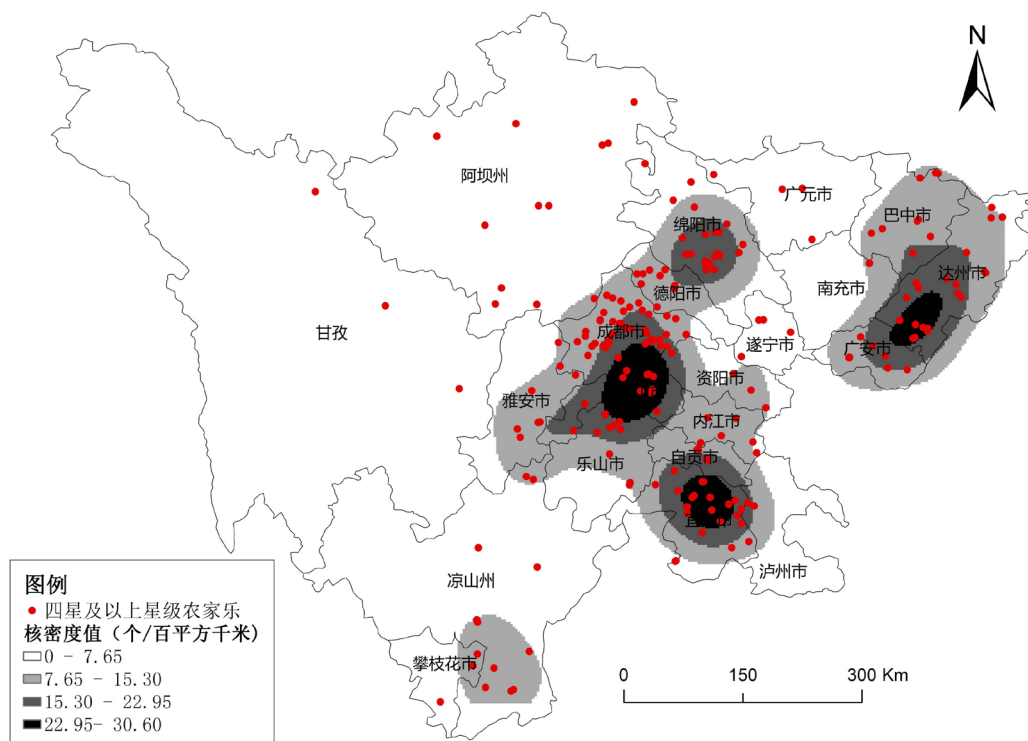 N
阿坝州
广元市
巴中市
绵阳市
达州市
南充市
德阳市
甘孜
成都市
遂宁市
广安市
资阳市
雅安市
内江市
自贡市
乐山市
泸州市
凉山州
攀枝花市
图例
四星及以上星级农家乐
核密度值（个/百平方千米)
0 - 7.65
7.65 - 15.30
15.30 - 22.95
22.95- 30.60
0 150 300 Km